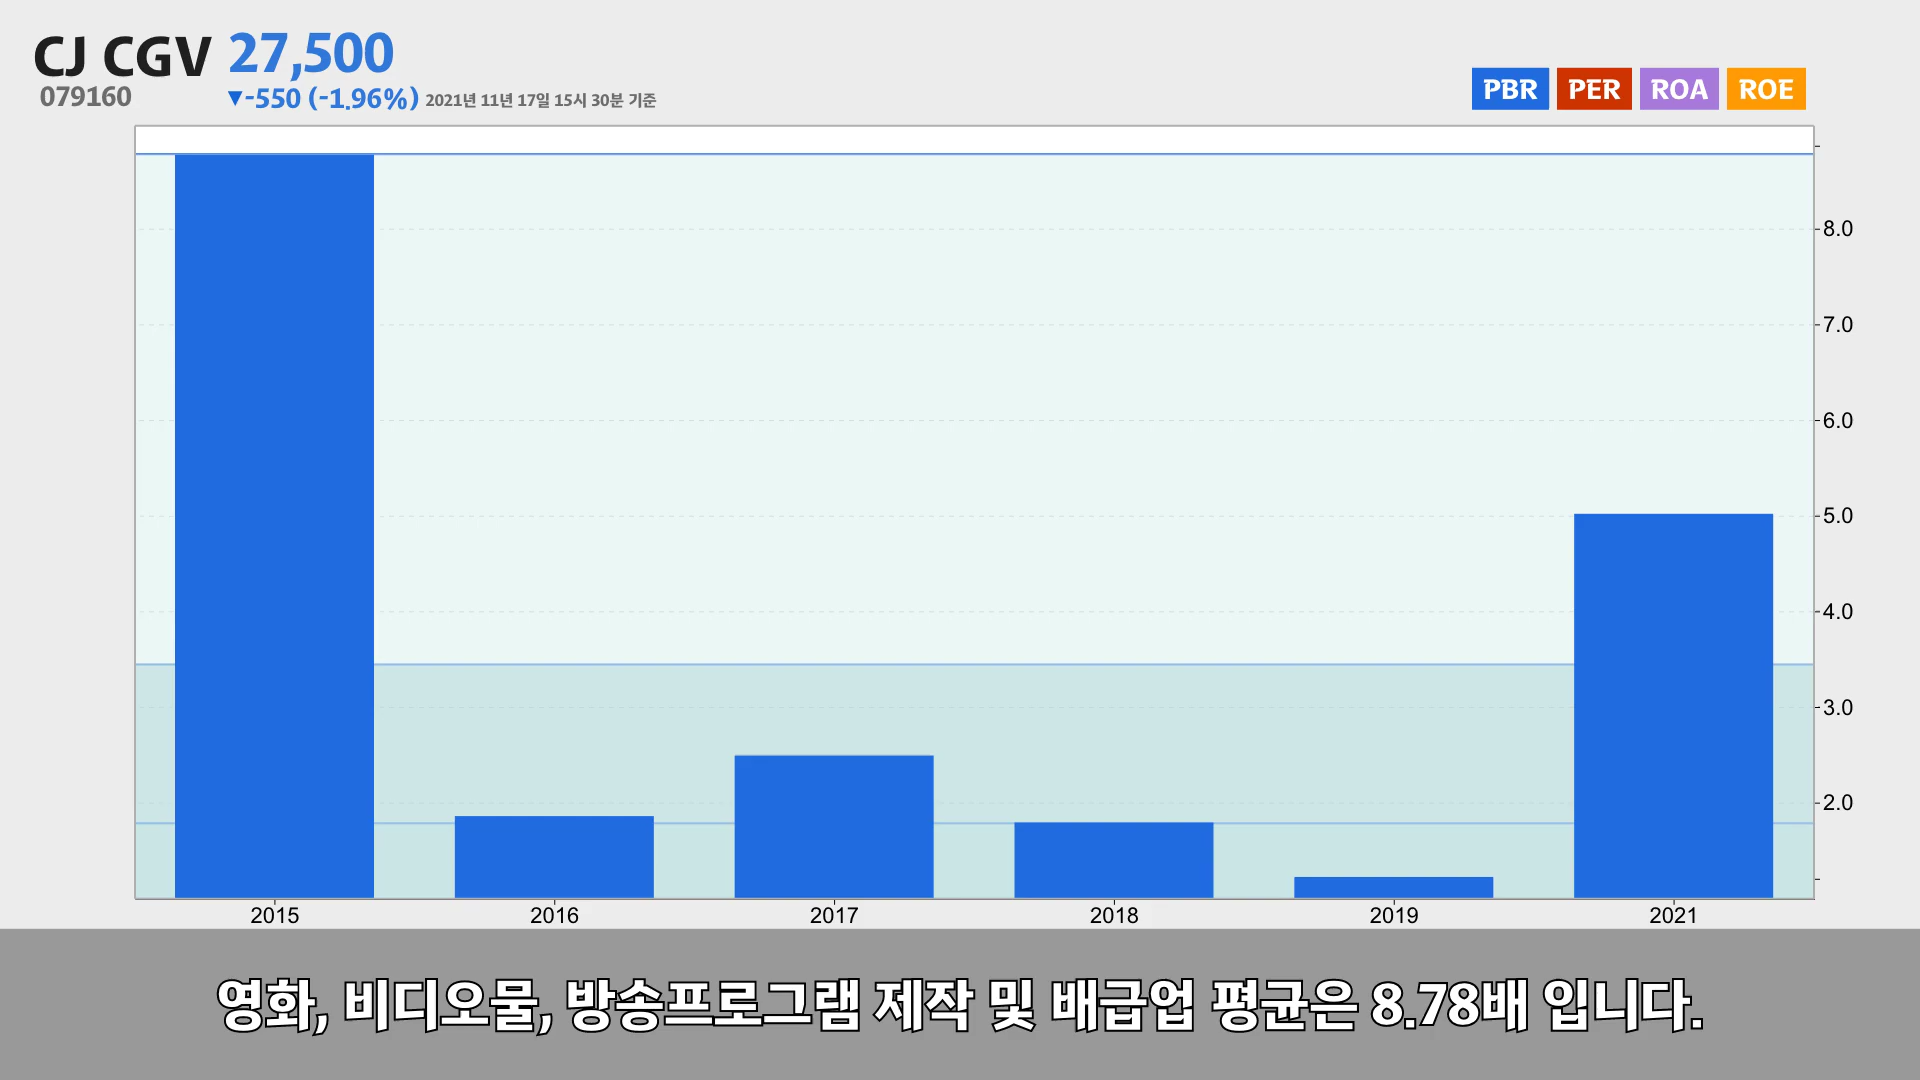 CJ CGV 27,500
079160
▼-550 (-1.96%) 2021년 11년 17일 15시 30분 기준
PBR PER ROA ROE
8.0
7.0
6.0
5.0
4.0
3.0
2.0
2015 2016 2017 2018 2019 2021
영화, 비디오물, 방송프로그램 제작 및 배급업 평균은 8.78배 입니다.